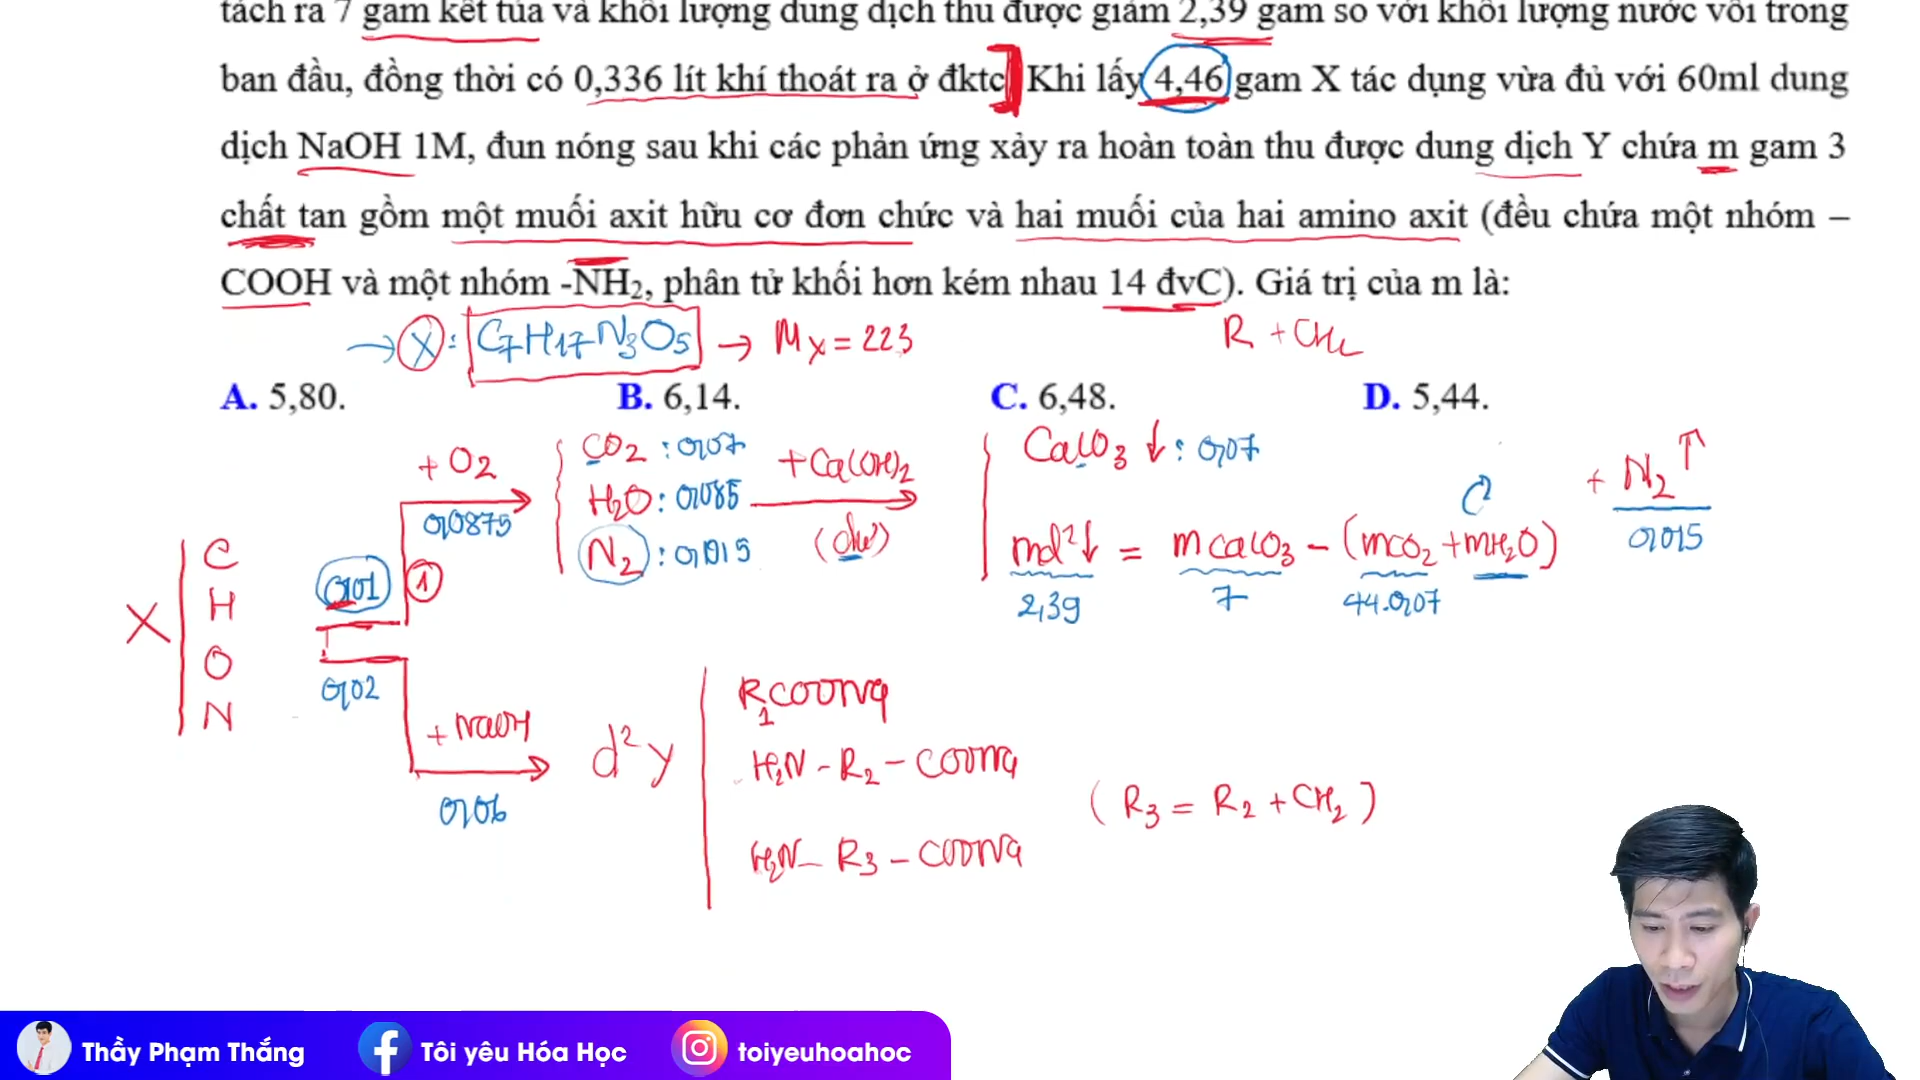 tách ra 7 gam kết tủa và khối lượng dung dịch thu được giảm 2,39 gam so với khối lượng nước vôi trong
ban đầu, đồng thời có 0,336 lít khí thoát ra ở đktc Khi lấy 4,46 gam X tác dụng vừa đủ với 60ml dung
dịch NaOH 1M, đun nóng sau khi các phản ứng xảy ra hoàn toàn thu được dung dịch Y chứa m gam 3
chất tan gồm một muối axit hữu cơ đơn chức và hai muối của hai amino axit (đều chứa một nhóm –
COOH và một nhóm -NH₂, phân tử khối hơn kém nhau 14 đvC). Giá trị của m là:
→ X : C₇H₁₇N₃O₅ → Mx = 223
R + CH₂
A. 5,80. B. 6,14. C. 6,48. D. 5,44.
+ O₂
0,0875
CO₂ : 0,07
H₂O : 0,085
N₂ : 0,015
+ Ca(OH)₂
(dư)
CaCO₃ ↓ : 0,07
+ N₂ ↑
0,015
md² ↓ = mCaCO₃ - (mCO₂ + mH₂O)
2,39 7 44.0,07
X
C
H
O
N
0,01
1
0,02
+ NaOH
0,06
d² Y
R₁COONa
H₂N - R₂ - COONa
H₂N - R₃ - COONa
( R₃ = R₂ + CH₂ )
Thầy Phạm Thắng
Tôi yêu Hóa Học
toiyeuhoahoc